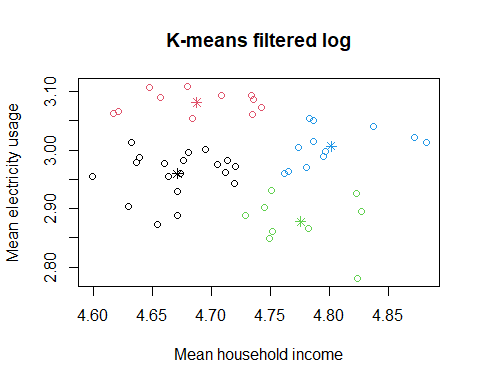 K-means filtered log
Mean electricity usage
3.10
3.00
2.90
2.80
4.60 4.65 4.70 4.75 4.80 4.85
Mean household income